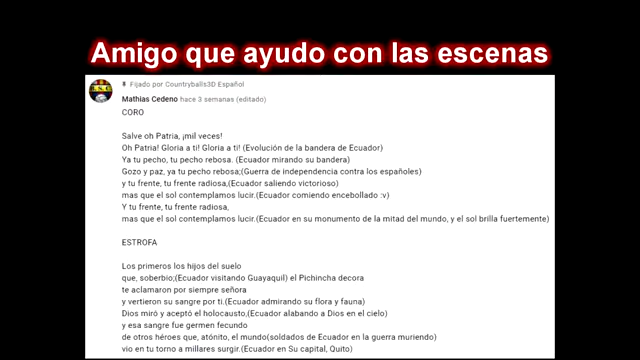 Amigo que ayudo con las escenas
Fijado por Countryballs3D Español
Mathias Cedeno hace 3 semanas (editado)
CORO
Salve oh Patria, ¡mil veces!
Oh Patria! Gloria a ti! Gloria a ti! (Evolución de la bandera de Ecuador)
Ya tu pecho, tu pecho rebosa. (Ecuador mirando su bandera)
Gozo y paz, ya tu pecho rebosa;(Guerra de independencia contra los españoles)
y tu frente, tu frente radiosa,(Ecuador saliendo victorioso)
mas que el sol contemplamos lucir.(Ecuador comiendo encebollado :v)
Y tu frente, tu frente radiosa,
mas que el sol contemplamos lucir.(Ecuador en su monumento de la mitad del mundo, y el sol brilla fuertemente)
ESTROFA
Los primeros los hijos del suelo
que, soberbio;(Ecuador visitando Guayaquil) el Pichincha decora
te aclamaron por siempre señora
y vertieron su sangre por ti.(Ecuador admirando su flora y fauna)
Dios miró y aceptó el holocausto,(Ecuador alabando a Dios en el cielo)
y esa sangre fue germen fecundo
de otros héroes que, atónito, el mundo(soldados de Ecuador en la guerra muriendo)
vio en tu torno a millares surgir.(Ecuador en Su capital, Quito)